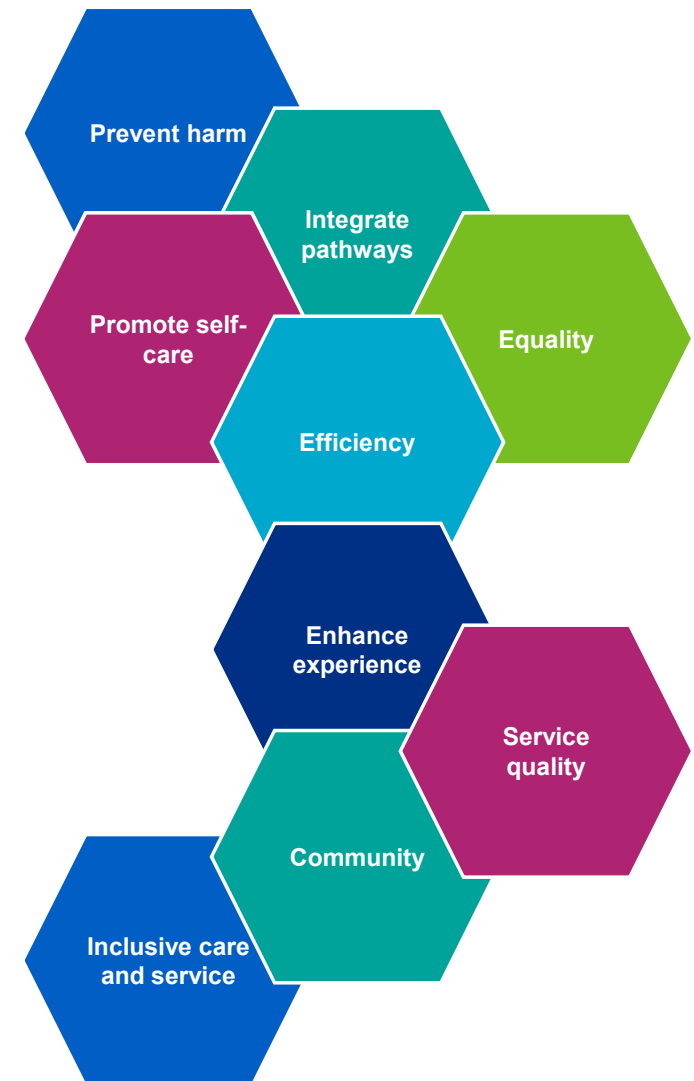 Prevent harm
Integrate
pathways
Promote self-
care
Equality
Efficiency
Enhance
experience
Service
quality
Community
Inclusive care
and service